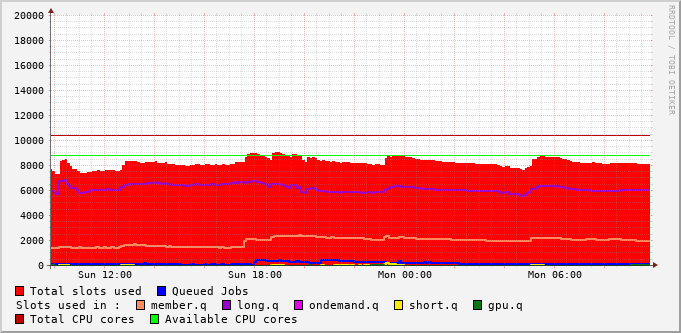 20000
18000
16000
14000
12000
10000
8000
6000
4000
2000
0
Sun 12:00 Sun 18:00 Mon 00:00 Mon 06:00
Total slots used Queued Jobs
Slots used in : member.q long.q ondemand.q short.q gpu.q
Total CPU cores Available CPU cores
RRDTOOL / TOBI OETIKER